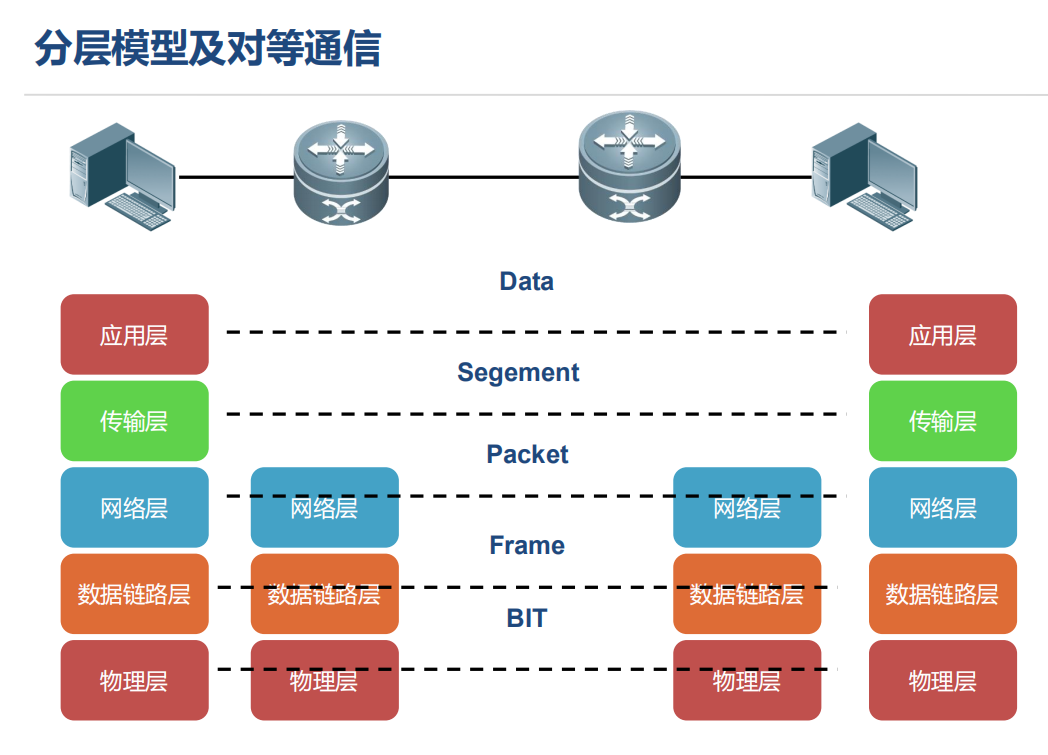 分层模型及对等通信
Data
应用层 应用层
Segement
传输层 传输层
Packet
网络层 网络层 网络层 网络层
Frame
数据链路层 数据链路层 数据链路层 数据链路层
BIT
物理层 物理层 物理层 物理层